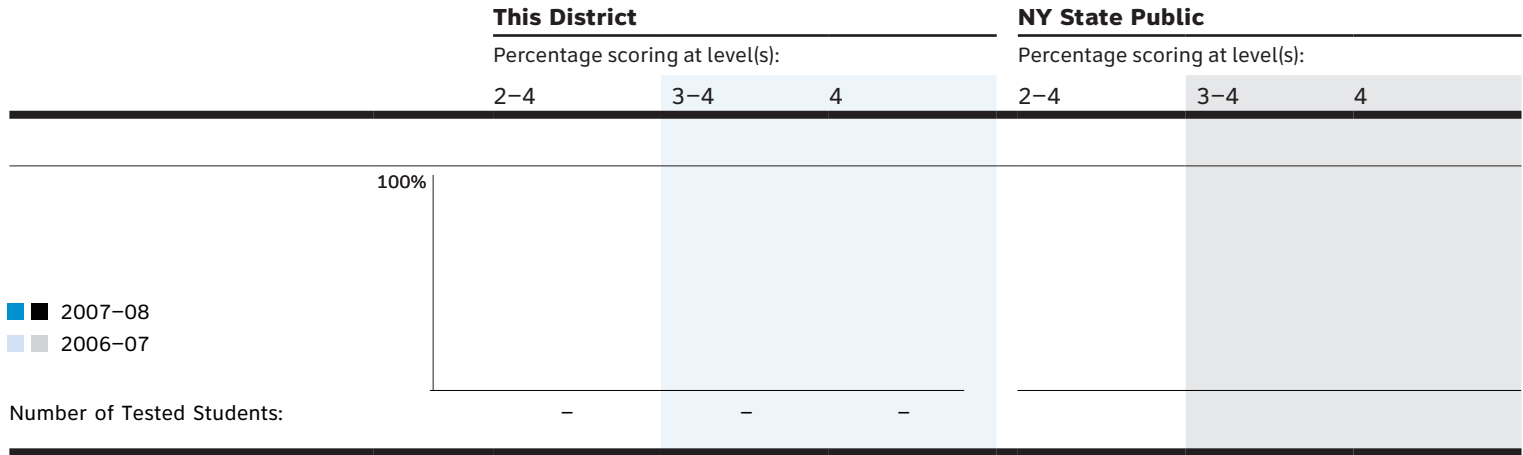 This District NY State Public
Percentage scoring at level(s): Percentage scoring at level(s):
2–4 3–4 4 2–4 3–4 4
100%
2007–08
2006–07
Number of Tested Students: – – –